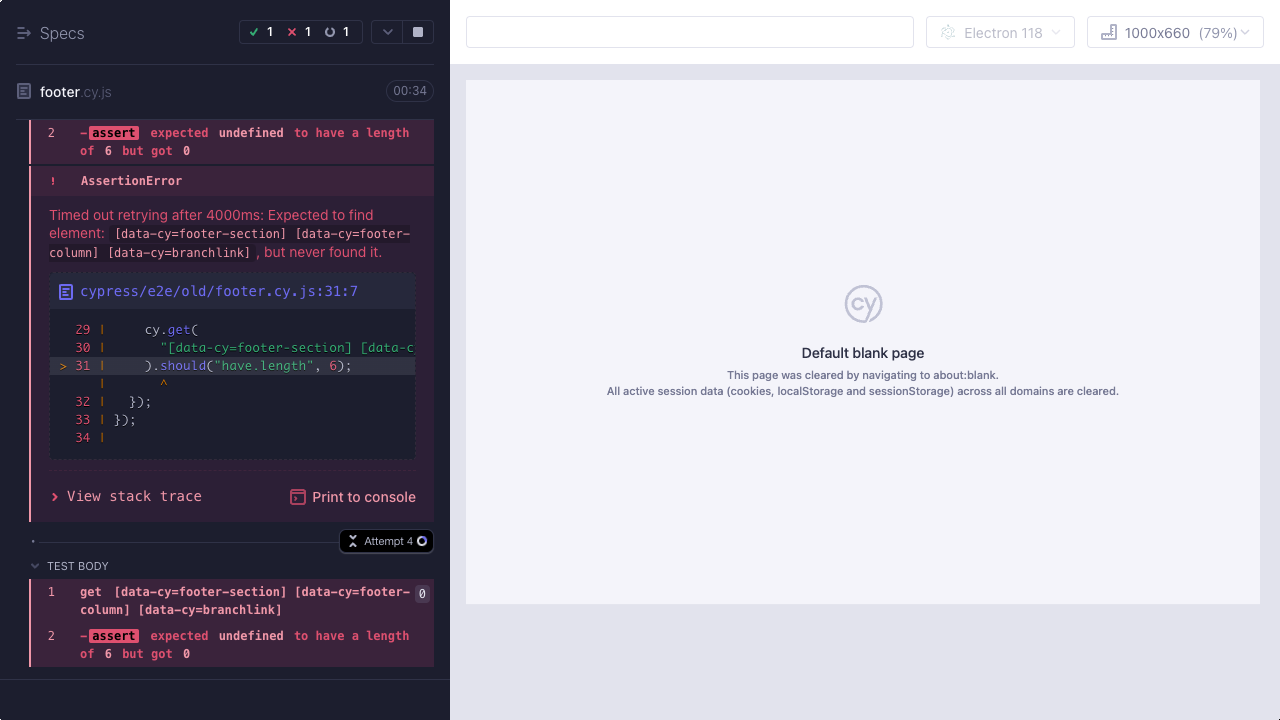 Specs
1 1 1
footer.cy.js 00:34
2 -assert expected undefined to have a length
of 6 but got 0
! AssertionError
Timed out retrying after 4000ms: Expected to find
element: [data-cy=footer-section] [data-cy=footer-
column] [data-cy=branchlink] , but never found it.
cypress/e2e/old/footer.cy.js:31:7
29 | cy.get(
30 | "[data-cy=footer-section] [data-c
> 31 | ).should("have.length", 6);
| ^
32 | });
33 | });
34 |
View stack trace Print to console
Attempt 4
TEST BODY
1 get [data-cy=footer-section] [data-cy=footer- 0
column] [data-cy=branchlink]
2 -assert expected undefined to have a length
of 6 but got 0
Electron 118 1000x660 (79%)
cy
Default blank page
This page was cleared by navigating to about:blank.
All active session data (cookies, localStorage and sessionStorage) across all domains are cleared.